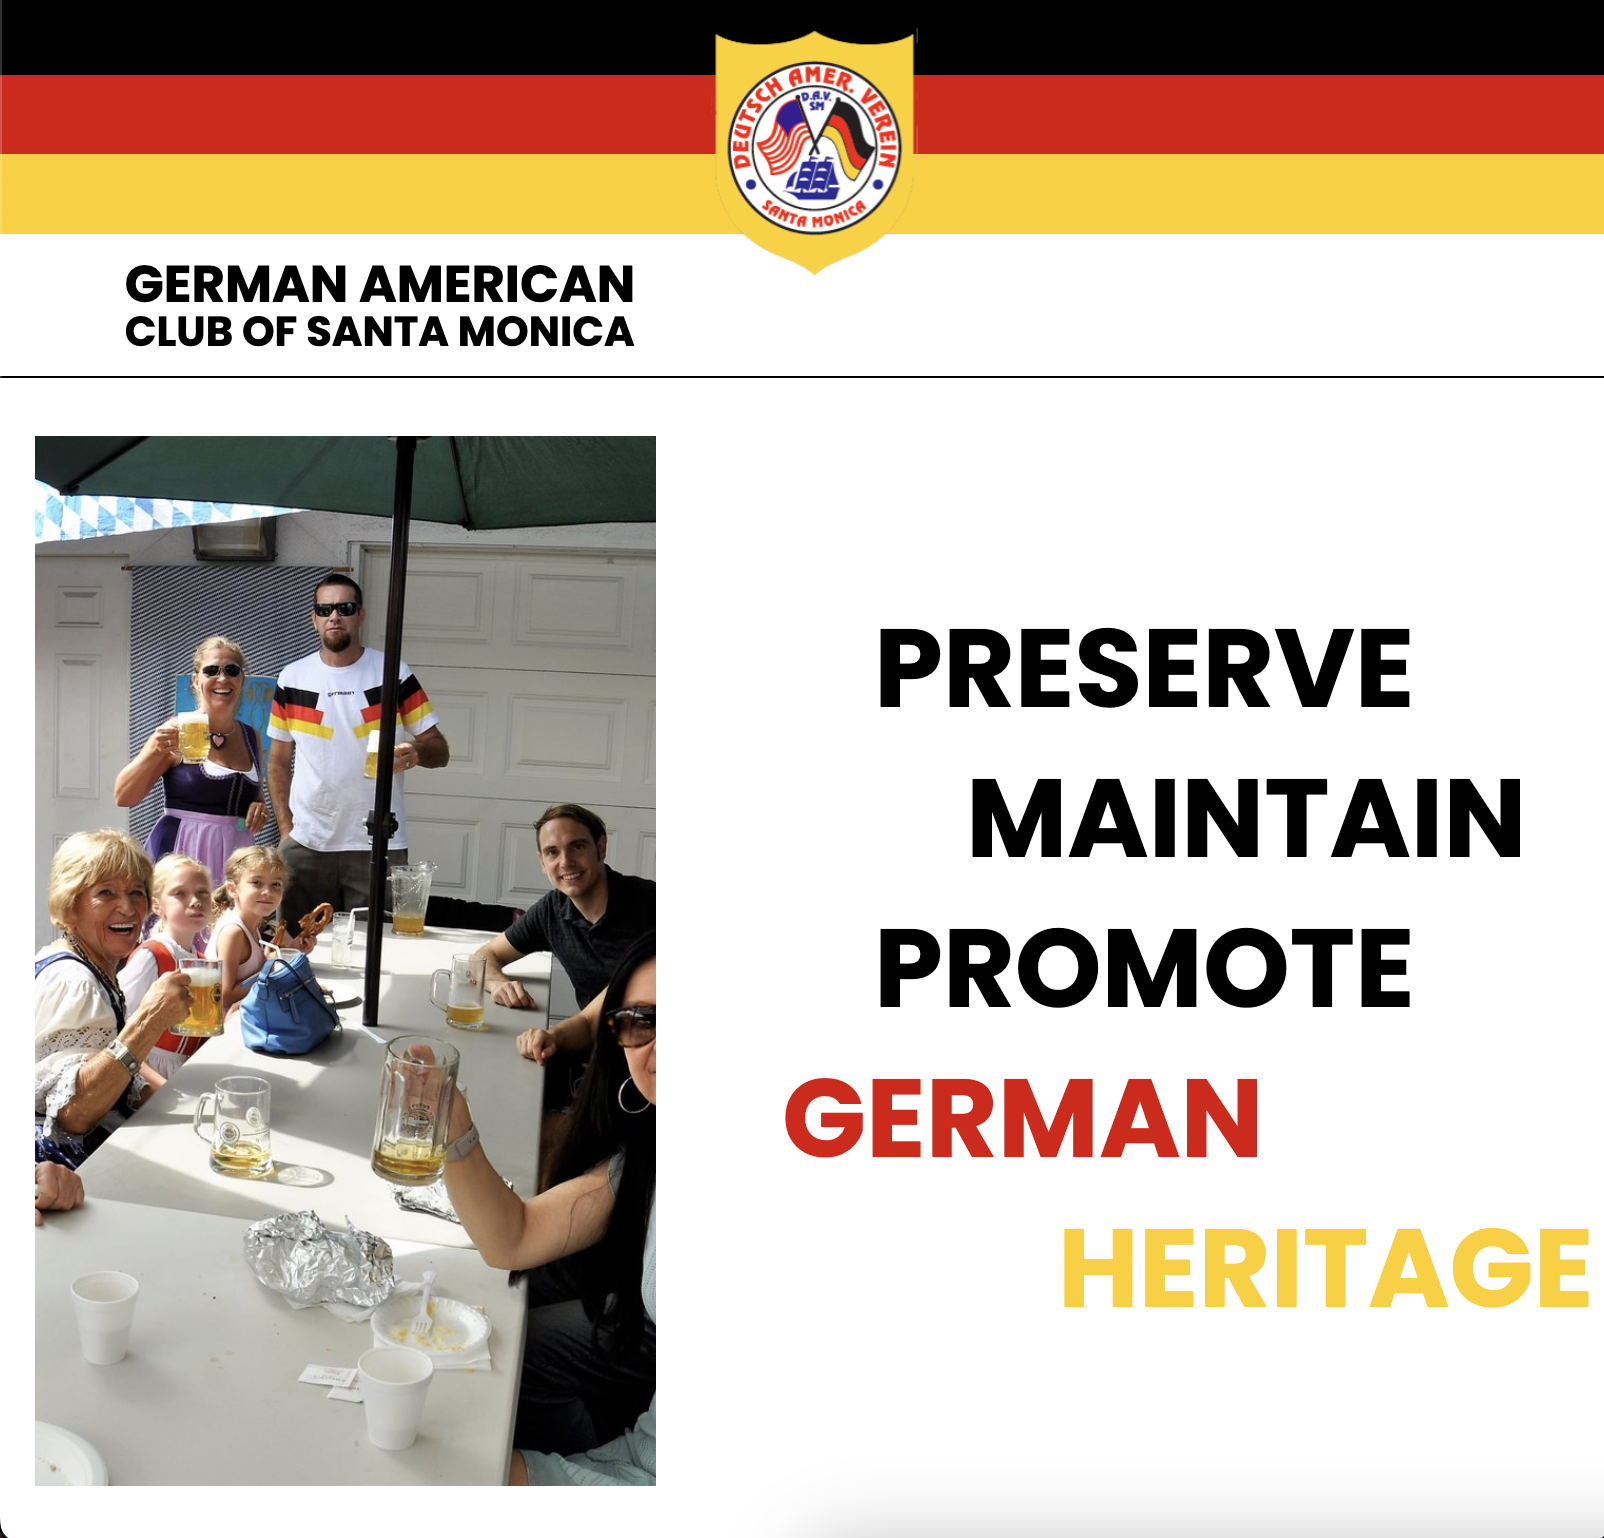 DEUTSCH AMER. VEREIN
D.A.V.
SM
SANTA MONICA
GERMAN AMERICAN
CLUB OF SANTA MONICA
PRESERVE
MAINTAIN
PROMOTE
GERMAN
HERITAGE